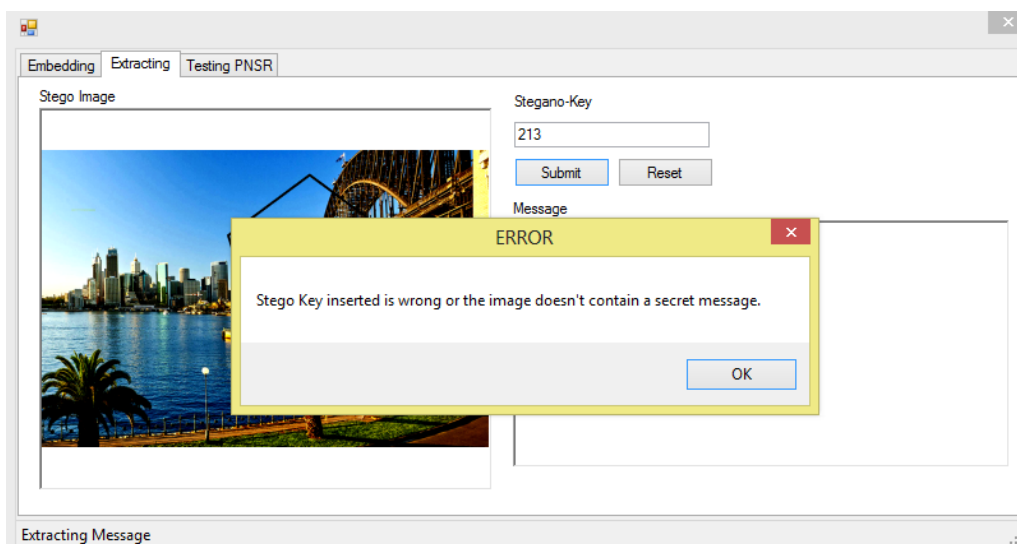 Embedding Extracting Testing PNSR
Stego Image
Stegano-Key
213
Submit Reset
Message
ERROR
Stego Key inserted is wrong or the image doesn't contain a secret message.
OK
Extracting Message